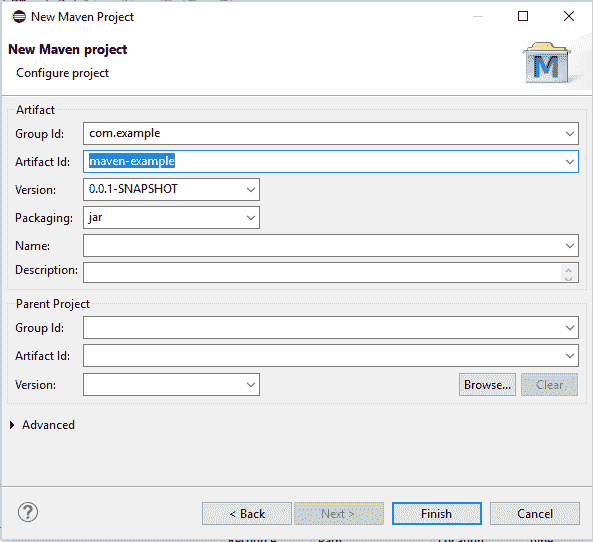 New Maven Project
New Maven project
Configure project
M
Artifact
Group Id: com.example
Artifact Id: maven-example
Version: 0.0.1-SNAPSHOT
Packaging: jar
Name:
Description:
Parent Project
Group Id:
Artifact Id:
Version: Browse... Clear
Advanced
? < Back Next > Finish Cancel